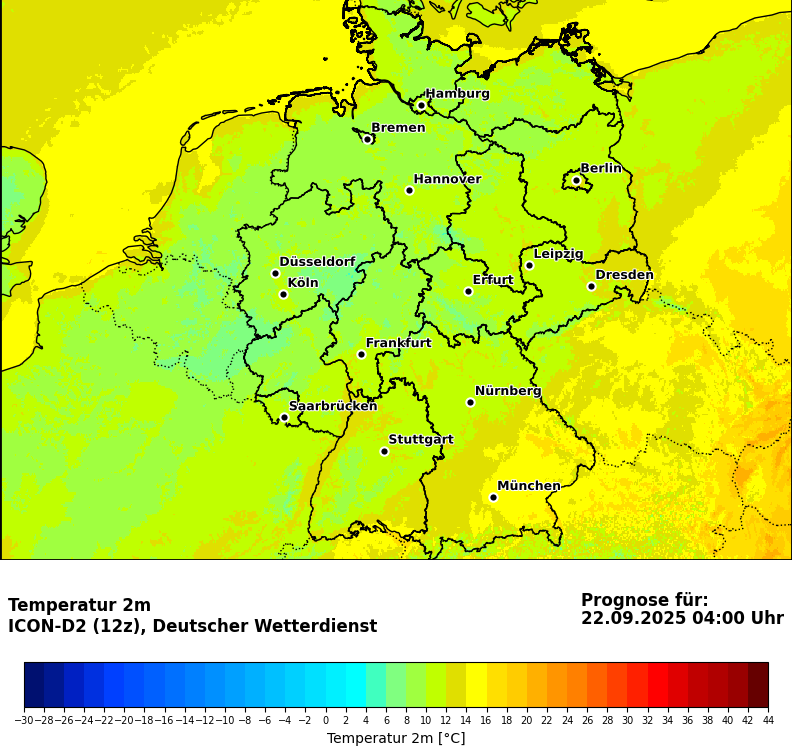 Hamburg
Bremen
Hannover
Berlin
Düsseldorf
Köln
Leipzig
Erfurt
Dresden
Frankfurt
Nürnberg
Saarbrücken
Stuttgart
München
Temperatur 2m
ICON-D2 (12z), Deutscher Wetterdienst
Prognose für:
22.09.2025 04:00 Uhr
−30 −28 −26 −24 −22 −20 −18 −16 −14 −12 −10 −8 −6 −4 −2 0 2 4 6 8 10 12 14 16 18 20 22 24 26 28 30 32 34 36 38 40 42 44
Temperatur 2m [°C]